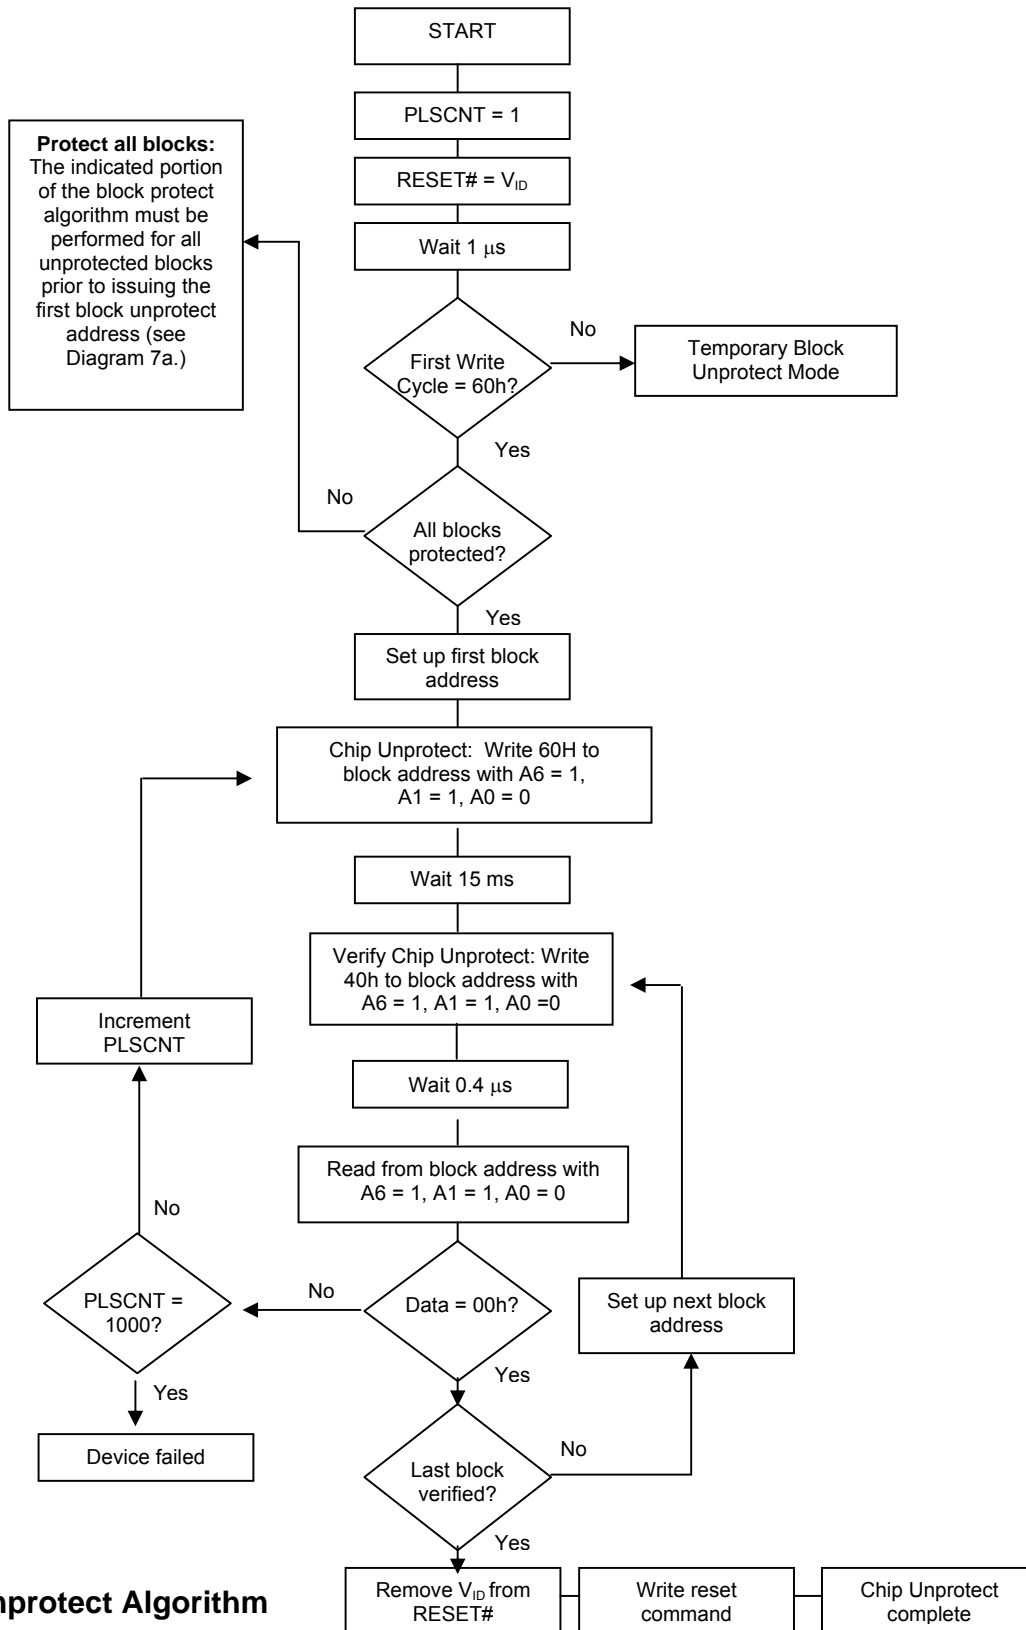 START
PLSCNT = 1
RESET# = VID
Wait 1 μs
Protect all blocks:
The indicated portion
of the block protect
algorithm must be
performed for all
unprotected blocks
prior to issuing the
first block unprotect
address (see
Diagram 7a.)
First Write
Cycle = 60h?
No
Temporary Block
Unprotect Mode
Yes
No
All blocks
protected?
Yes
Set up first block
address
Chip Unprotect: Write 60H to
block address with A6 = 1,
A1 = 1, A0 = 0
Wait 15 ms
Verify Chip Unprotect: Write
40h to block address with
A6 = 1, A1 = 1, A0 =0
Increment
PLSCNT
Wait 0.4 μs
Read from block address with
A6 = 1, A1 = 1, A0 = 0
No
PLSCNT =
1000?
No
Data = 00h?
Set up next block
address
Yes
Yes
Device failed
No
Last block
verified?
Yes
Remove VID from
RESET#
Write reset
command
Chip Unprotect
complete
nprotect Algorithm